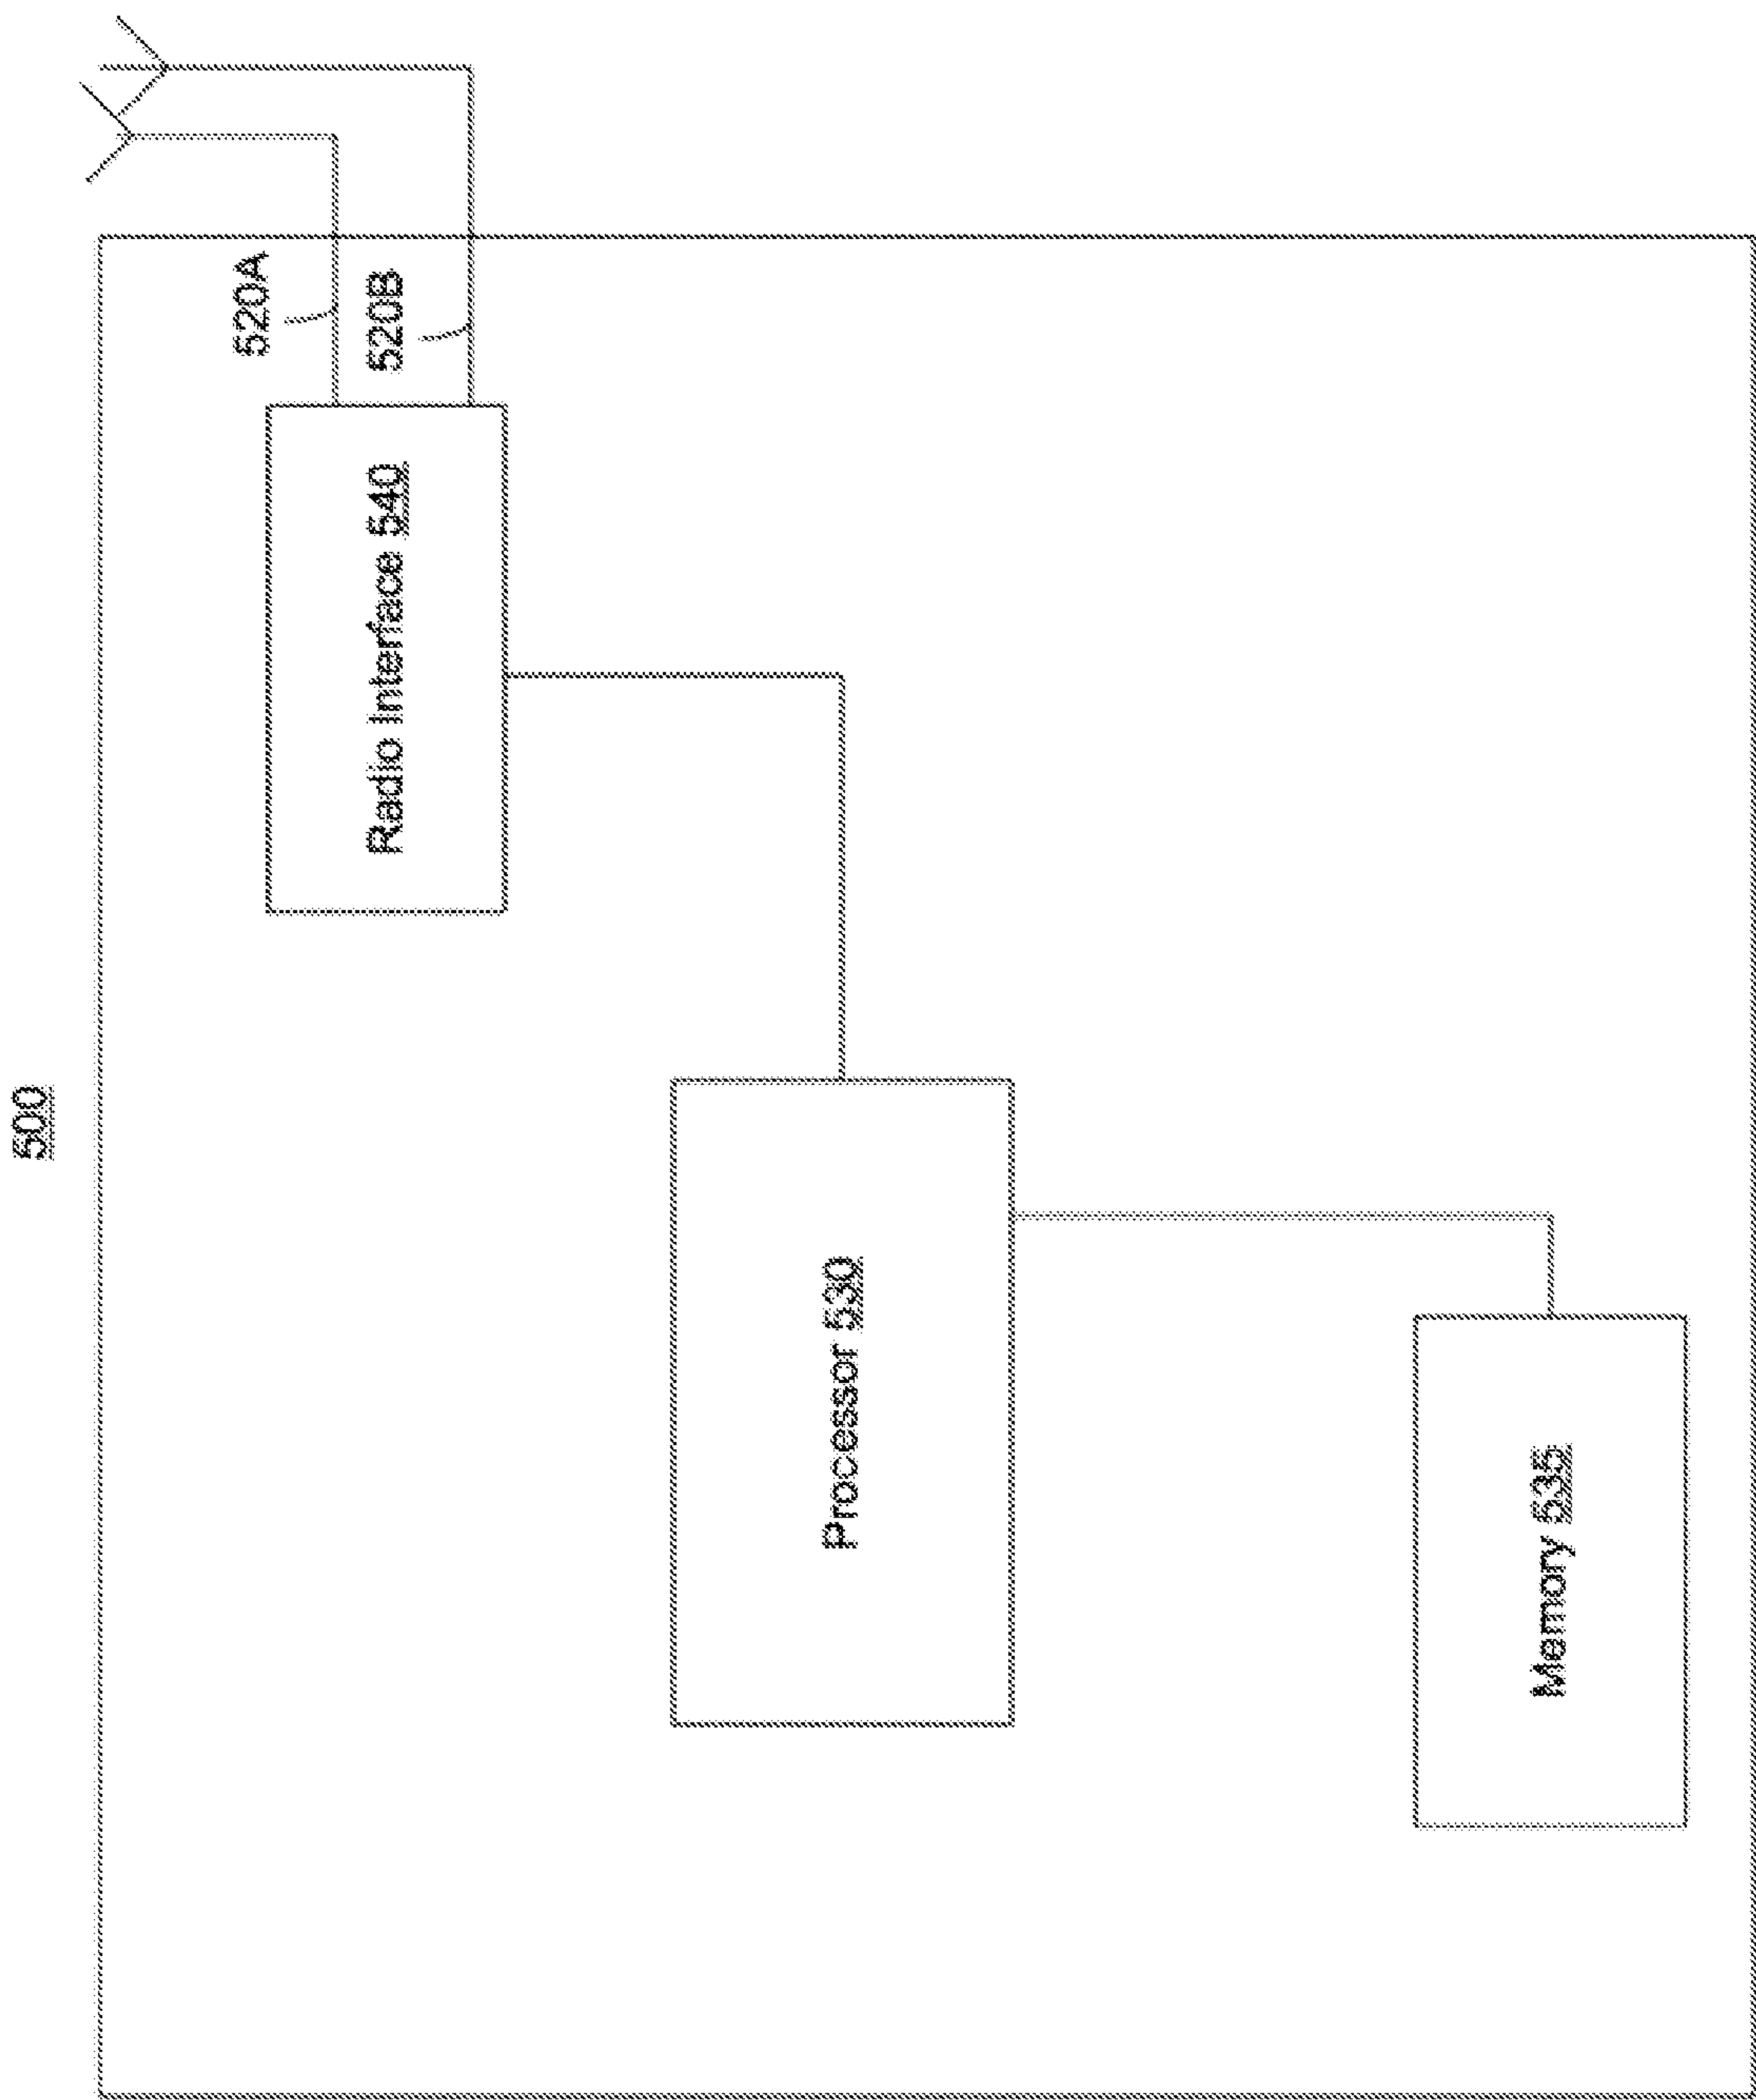 500
520A
520B
Radio Interface 540
Processor 530
Memory 535